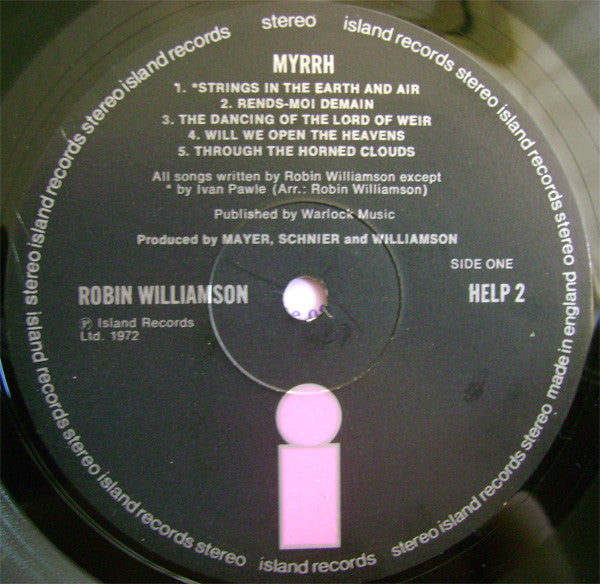 stereo island records stereo island records stereo island records stereo made in england island records stereo island records stereo island records stereo island records stereo island records
MYRRH
1. *STRINGS IN THE EARTH AND AIR
2. RENDS-MOI DEMAIN
3. THE DANCING OF THE LORD OF WEIR
4. WILL WE OPEN THE HEAVENS
5. THROUGH THE HORNED CLOUDS
All songs written by Robin Williamson except
* by Ivan Pawle (Arr.: Robin Williamson)
Published by Warlock Music
Produced by MAYER, SCHNIER and WILLIAMSON
SIDE ONE
ROBIN WILLIAMSON
HELP 2
℗ Island Records
Ltd. 1972